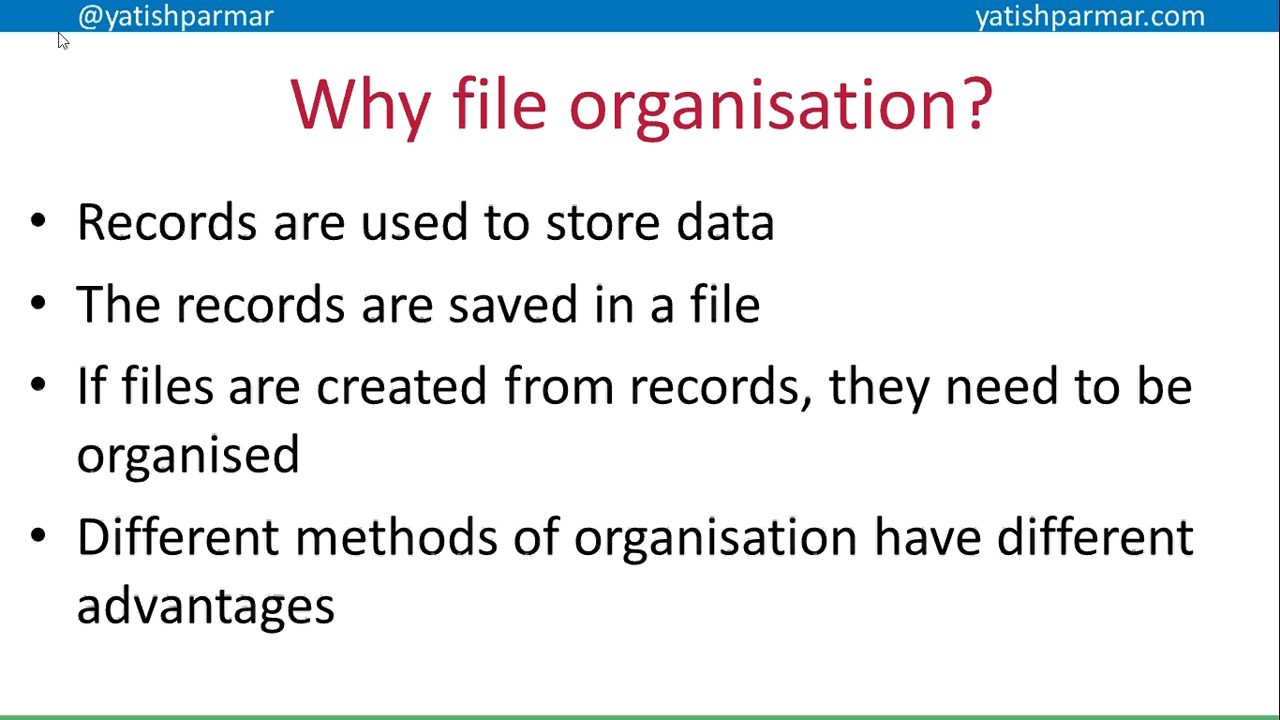 @yatishparmar yatishparmar.com
Why file organisation?
• Records are used to store data
• The records are saved in a file
• If files are created from records, they need to be
organised
• Different methods of organisation have different
advantages